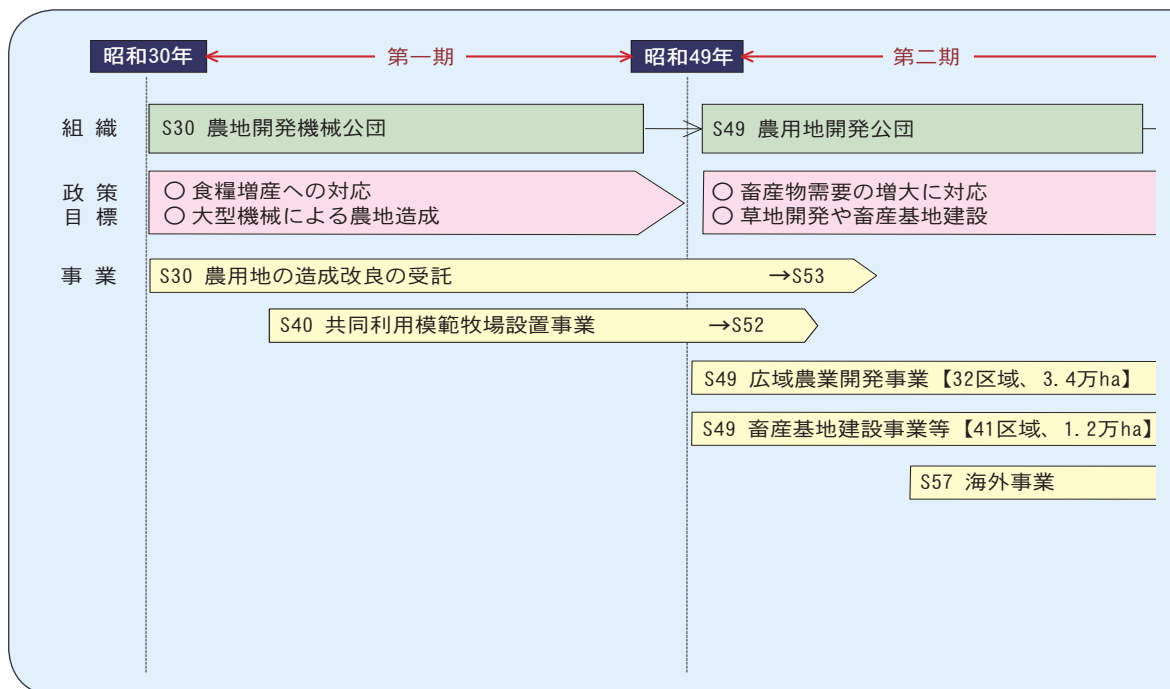 昭和30年 第一期 昭和49年 第二期
組織 S30 農地開発機械公団 S49 農用地開発公団
政策
目標
○ 食糧増産への対応
○ 大型機械による農地造成
○ 畜産物需要の増大に対応
○ 草地開発や畜産基地建設
事業 S30 農用地の造成改良の受託 →S53
S40 共同利用模範牧場設置事業 →S52
S49 広域農業開発事業【32区域、3.4万ha】
S49 畜産基地建設事業等【41区域、1.2万ha】
S57 海外事業